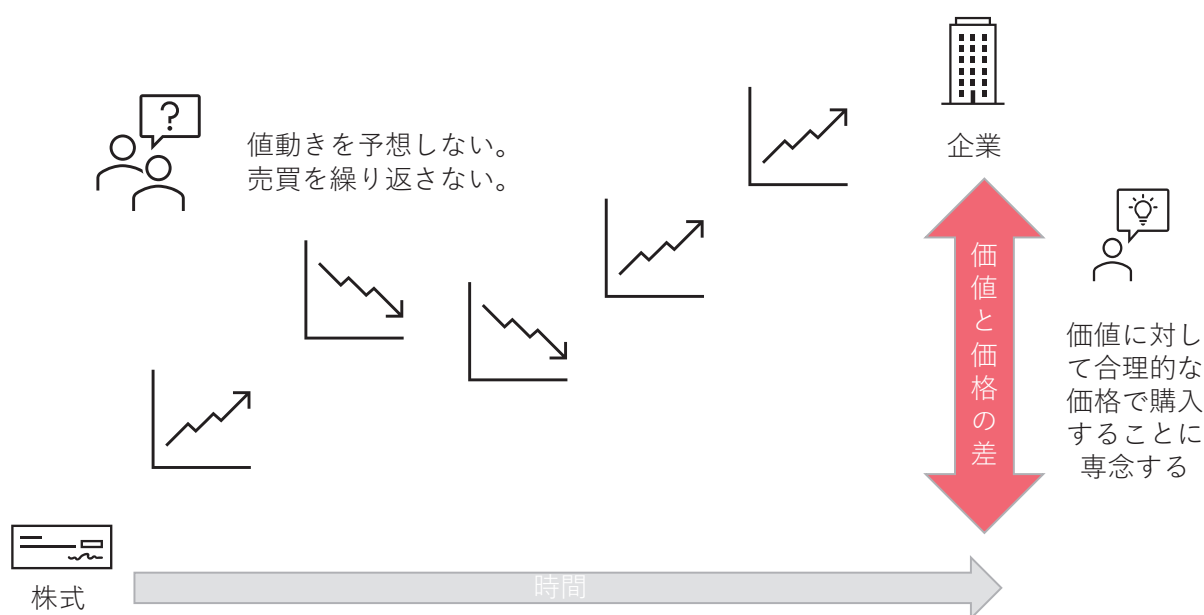 企業
?
値動きを予想しない。
売買を繰り返さない。
価値と価格の差
価値に対し
て合理的な
価格で購入
することに
専念する
株式
時間